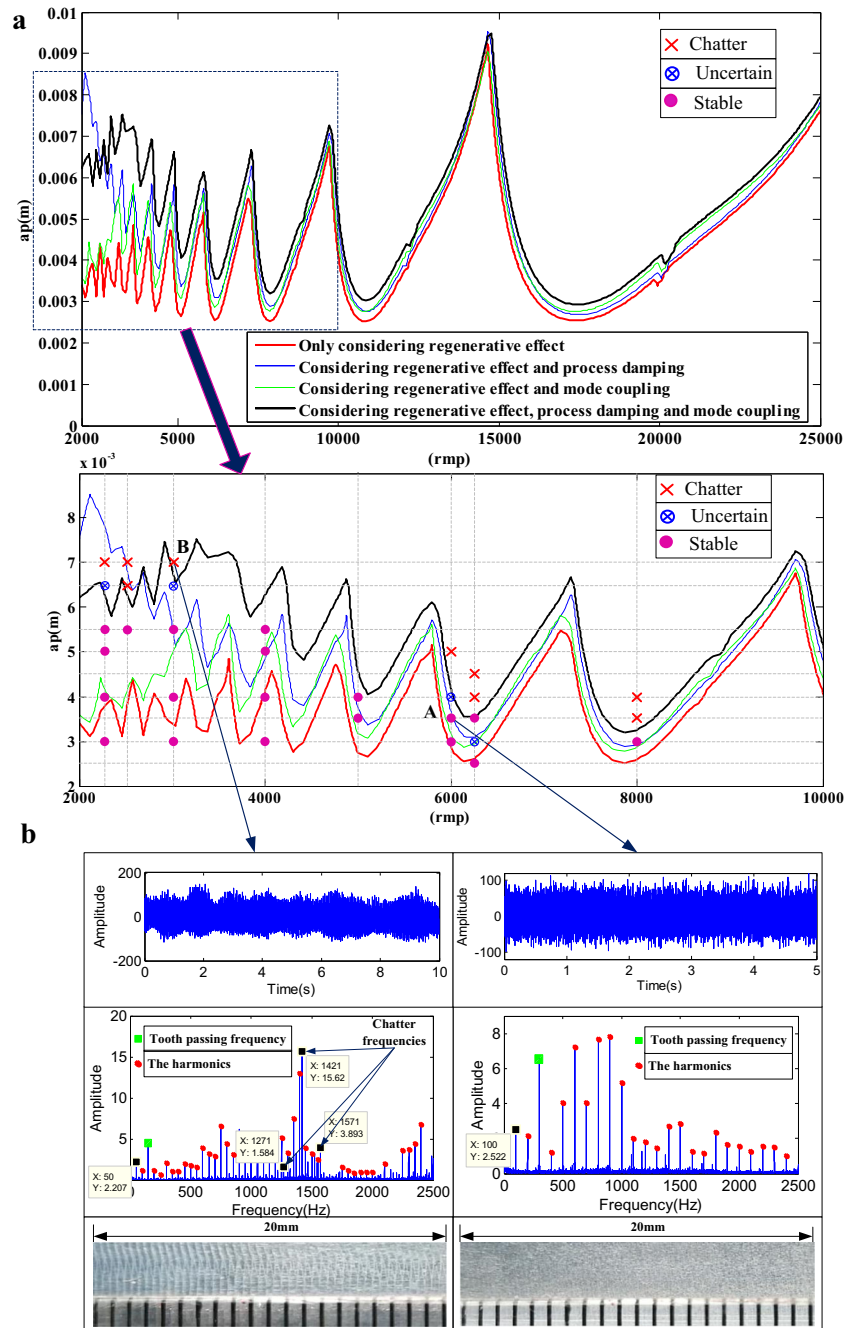 a
0.01
0.009
0.008
0.007
0.006
0.005
0.004
0.003
0.002
0.001
0
ap(m)
Chatter
Uncertain
Stable
Only considering regenerative effect
Considering regenerative effect and process damping
Considering regenerative effect and mode coupling
Considering regenerative effect, process damping and mode coupling
2000 5000 10000 15000 20000 25000
(rmp)
x 10-3
8
7
6
5
4
3
2
ap(m)
Chatter
Uncertain
Stable
B
A
2000 4000 6000 8000 10000
(rmp)
b
200
0
-200
Amplitude
0 2 4 6 8 10
Time(s)
100
0
-100
Amplitude
0 1 2 3 4 5
Time(s)
20
15
10
5
Amplitude
Tooth passing frequency
The harmonics
Chatter
frequencies
X: 1421
Y: 15.62
X: 1571
Y: 3.893
X: 1271
Y: 1.584
X: 50
Y: 2.207
0 500 1000 1500 2000 2500
Frequency(Hz)
8
6
4
2
0
Amplitude
Tooth passing frequency
The harmonics
X: 100
Y: 2.522
0 500 1000 1500 2000 2500
Frequency(Hz)
20mm
20mm